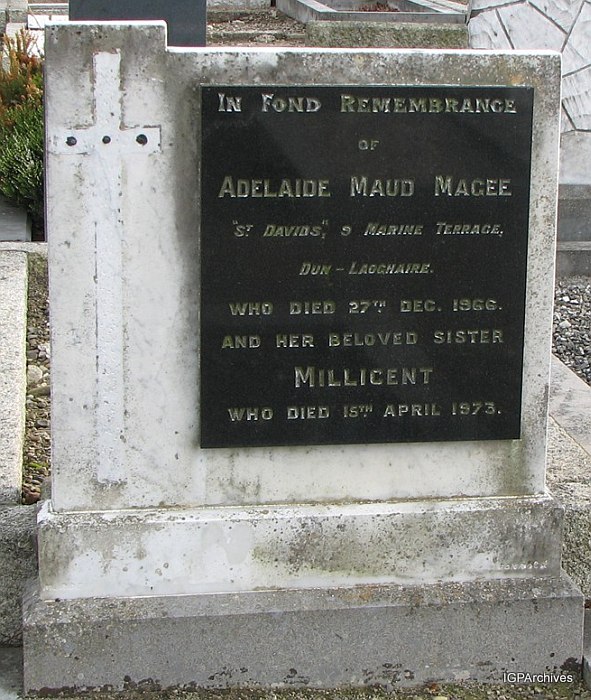 In Fond Remembrance
of
Adelaide Maud Magee
"St Davids", 9 Marine Terrace,
Dun-Laoghaire.
who died 27th Dec. 1966.
and her beloved sister
Millicent
who died 15th April 1973.
IGPArchives